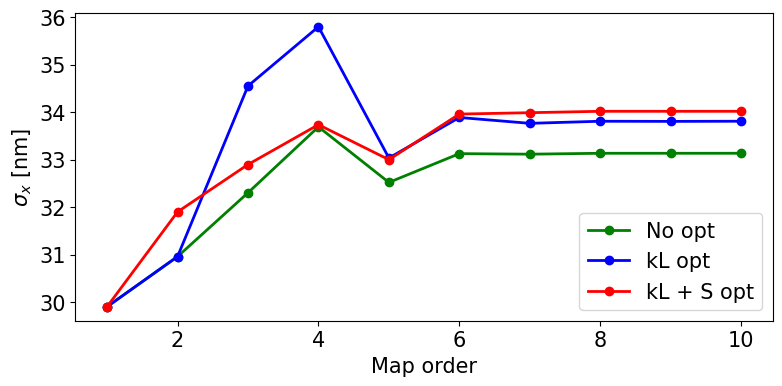 36
35
34
33
32
31
30
σx [nm]
2 4 6 8 10
Map order
No opt
kL opt
kL + S opt